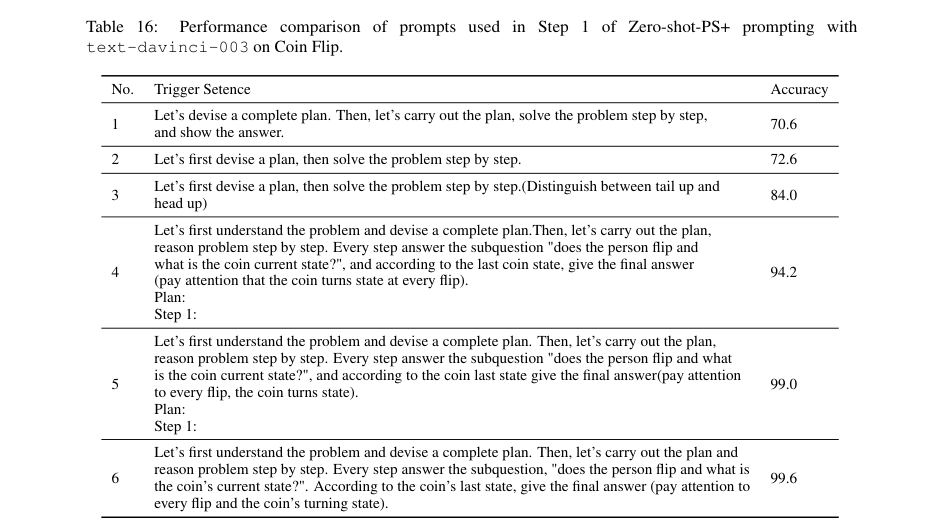 Table 16: Performance comparison of prompts used in Step 1 of Zero-shot-PS+ prompting with
text-davinci-003 on Coin Flip.
No. Trigger Setence Accuracy
1 Let's devise a complete plan. Then, let's carry out the plan, solve the problem step by step, 70.6
and show the answer.
2 Let's first devise a plan, then solve the problem step by step. 72.6
3 Let's first devise a plan, then solve the problem step by step.(Distinguish between tail up and 84.0
head up)
Let's first understand the problem and devise a complete plan.Then, let's carry out the plan,
reason problem step by step. Every step answer the subquestion "does the person flip and
what is the coin current state?", and according to the last coin state, give the final answer
4 (pay attention that the coin turns state at every flip). 94.2
Plan:
Step 1:
Let's first understand the problem and devise a complete plan. Then, let's carry out the plan,
reason problem step by step. Every step answer the subquestion "does the person flip and what
is the coin current state?", and according to the coin last state give the final answer(pay attention
5 to every flip, the coin turns state). 99.0
Plan:
Step 1:
Let's first understand the problem and devise a complete plan. Then, let's carry out the plan and
reason problem step by step. Every step answer the subquestion, "does the person flip and what is
6 the coin's current state?". According to the coin's last state, give the final answer (pay attention to 99.6
every flip and the coin's turning state).